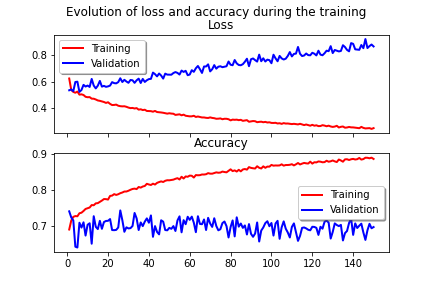 Evolution of loss and accuracy during the training
Loss
0.8
0.6
0.4
Training
Validation
Accuracy
0.9
0.8
0.7
Training
Validation
0 20 40 60 80 100 120 140